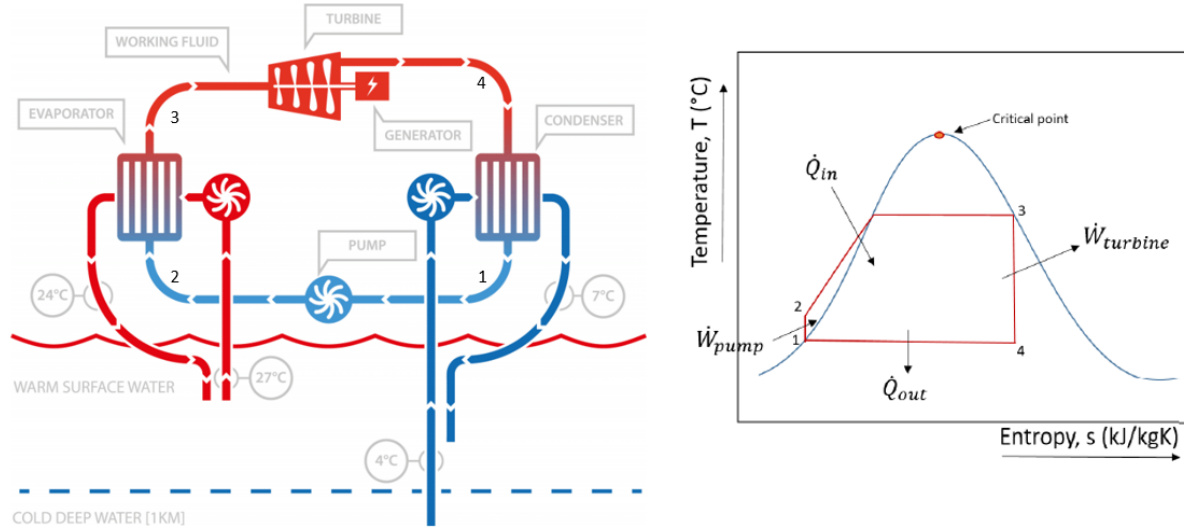 TURBINE
WORKING FLUID
4
3
EVAPORATOR
GENERATOR
CONDENSER
PUMP
2
1
24°C
7°C
WARM SURFACE WATER
27°C
4°C
COLD DEEP WATER [1KM]
Temperature, T (°C)
Critical point
Q̇in
3
Ẇturbine
2
Ẇpump
1
4
Q̇out
Entropy, s (kJ/kgK)